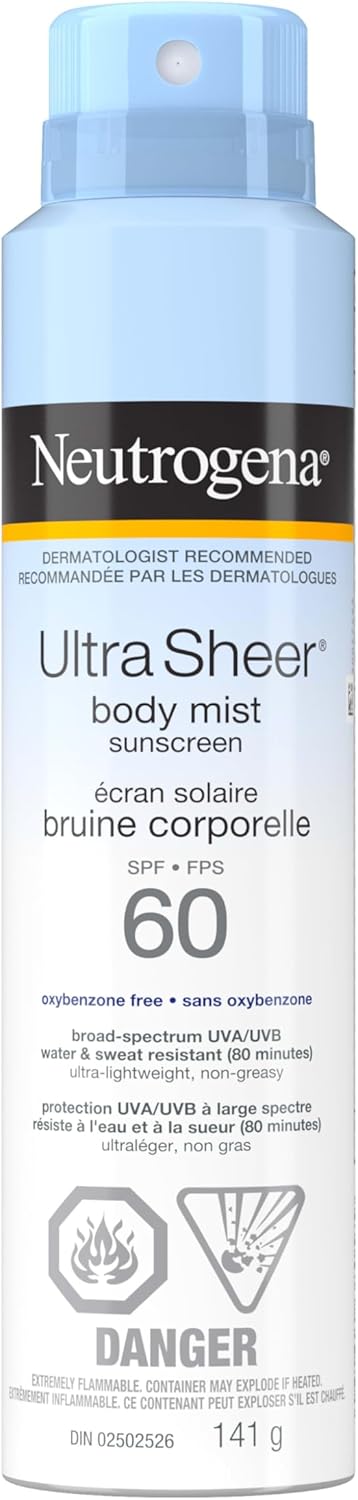 Neutrogena®
DERMATOLOGIST RECOMMENDED
RECOMMANDÉE PAR LES DERMATOLOGUES
Ultra Sheer®
body mist
sunscreen
écran solaire
bruine corporelle
SPF • FPS
60
oxybenzone free • sans oxybenzone
broad-spectrum UVA/UVB
water & sweat resistant (80 minutes)
ultra-lightweight, non-greasy
protection UVA/UVB à large spectre
résiste à l'eau et à la sueur (80 minutes)
ultraléger, non gras
DANGER
EXTREMELY FLAMMABLE. CONTAINER MAY EXPLODE IF HEATED.
EXTRÊMEMENT INFLAMMABLE. CE CONTENANT PEUT EXPLOSER S'IL EST CHAUFFÉ
DIN 02502526 141 g